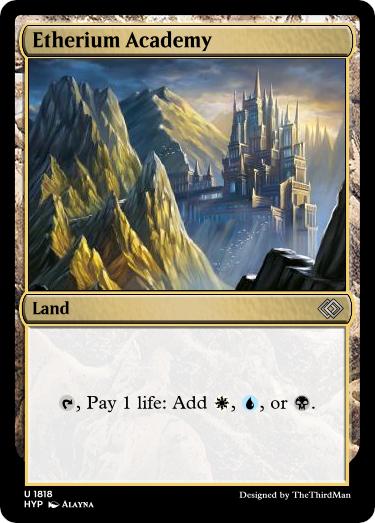 Etherium Academy
Land
, Pay 1 life: Add , , or .
U 1818
HYP Alayna
Designed by TheThirdMan